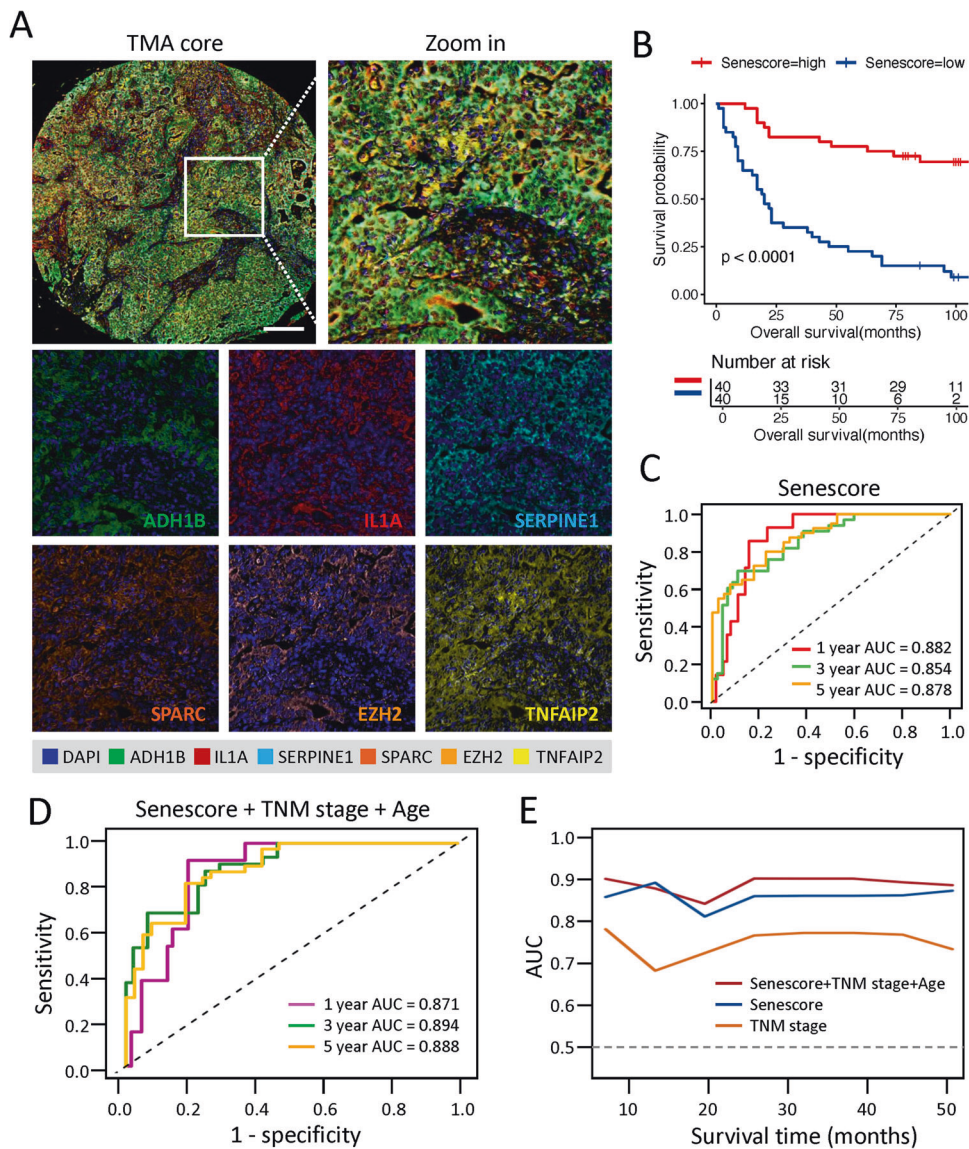 A
TMA core
Zoom in
ADH1B
IL1A
SERPINE1
SPARC
EZH2
TNFAIP2
DAPI ADH1B IL1A SERPINE1 SPARC EZH2 TNFAIP2
B
Senescore=high Senescore=low
Survival probability
1.00
0.75
0.50
0.25
0.00
p < 0.0001
0 25 50 75 100
Overall survival(months)
Number at risk
40 33 31 29 11
40 15 10 6 2
0 25 50 75 100
Overall survival(months)
C
Senescore
Sensitivity
1.0
0.8
0.6
0.4
0.2
0.0
1 year AUC = 0.882
3 year AUC = 0.854
5 year AUC = 0.878
0.0 0.2 0.4 0.6 0.8 1.0
1 - specificity
D
Senescore + TNM stage + Age
Sensitivity
1.0
0.8
0.6
0.4
0.2
0.0
1 year AUC = 0.871
3 year AUC = 0.894
5 year AUC = 0.888
0.0 0.2 0.4 0.6 0.8 1.0
1 - specificity
E
AUC
1.0
0.9
0.8
0.7
0.5
Senescore+TNM stage+Age
Senescore
TNM stage
10 20 30 40 50
Survival time (months)